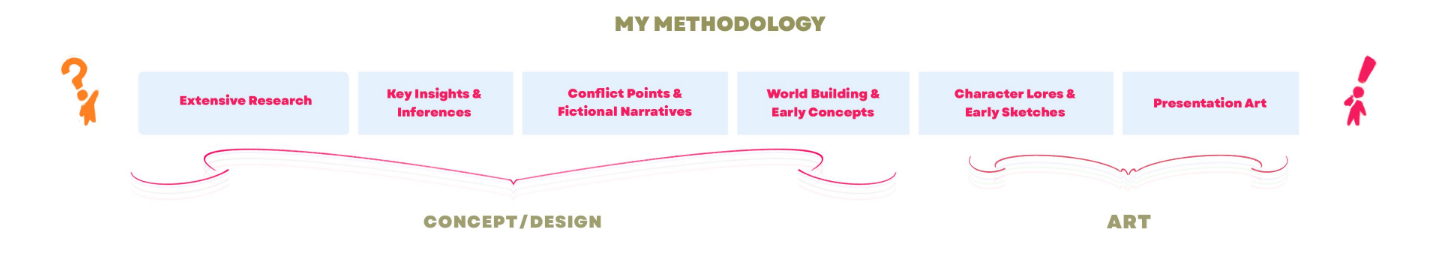 MY METHODOLOGY
?
!
Extensive Research
Key Insights &
Inferences
Conflict Points &
Fictional Narratives
World Building &
Early Concepts
Character Lores &
Early Sketches
Presentation Art
CONCEPT/DESIGN
ART